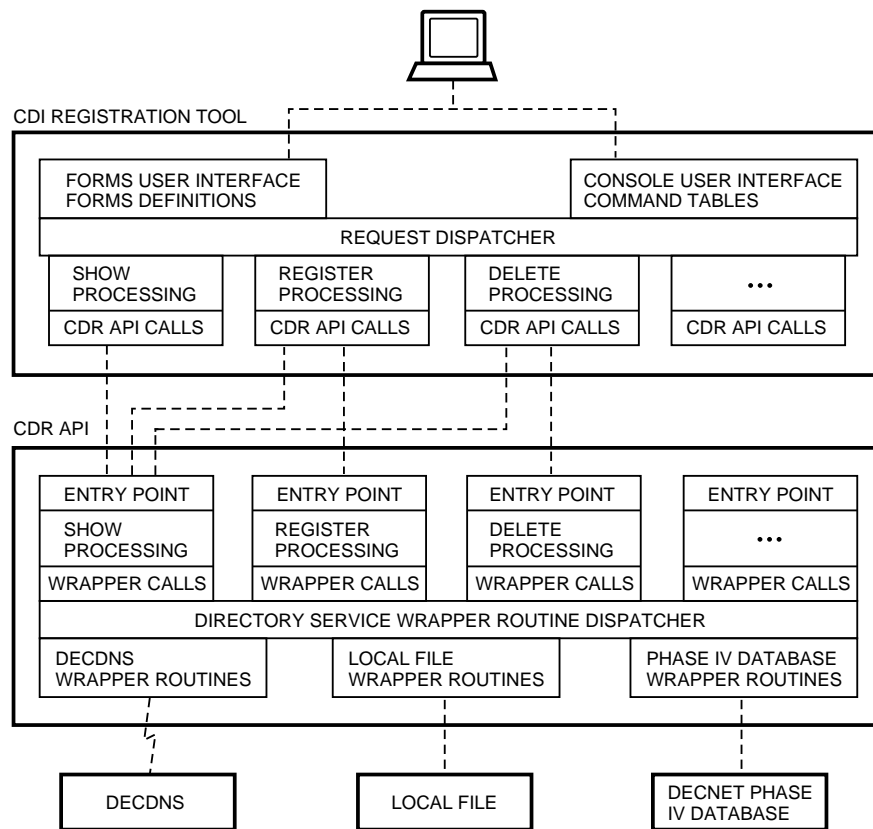 CDI REGISTRATION TOOL
FORMS USER INTERFACE
FORMS DEFINITIONS
CONSOLE USER INTERFACE
COMMAND TABLES
REQUEST DISPATCHER
SHOW
PROCESSING
CDR API CALLS
REGISTER
PROCESSING
CDR API CALLS
DELETE
PROCESSING
CDR API CALLS
...
CDR API CALLS
CDR API
ENTRY POINT
SHOW
PROCESSING
WRAPPER CALLS
ENTRY POINT
REGISTER
PROCESSING
WRAPPER CALLS
ENTRY POINT
DELETE
PROCESSING
WRAPPER CALLS
ENTRY POINT
...
WRAPPER CALLS
DIRECTORY SERVICE WRAPPER ROUTINE DISPATCHER
DECDNS
WRAPPER ROUTINES
LOCAL FILE
WRAPPER ROUTINES
PHASE IV DATABASE
WRAPPER ROUTINES
DECDNS
LOCAL FILE
DECNET PHASE
IV DATABASE